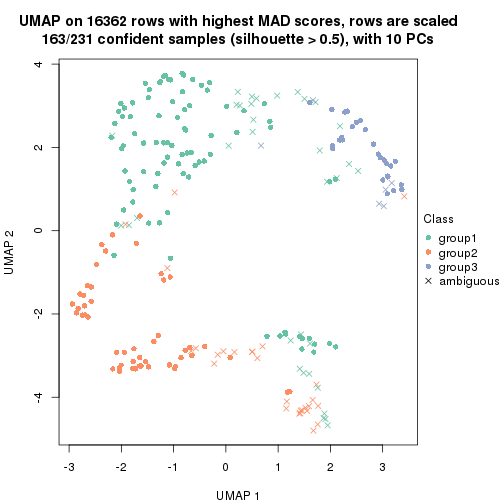 UMAP on 16362 rows with highest MAD scores, rows are scaled
163/231 confident samples (silhouette > 0.5), with 10 PCs
4
2
0
-2
-4
UMAP 2
-3
-2
-1
0
1
2
3
UMAP 1
Class
group1
group2
group3
ambiguous